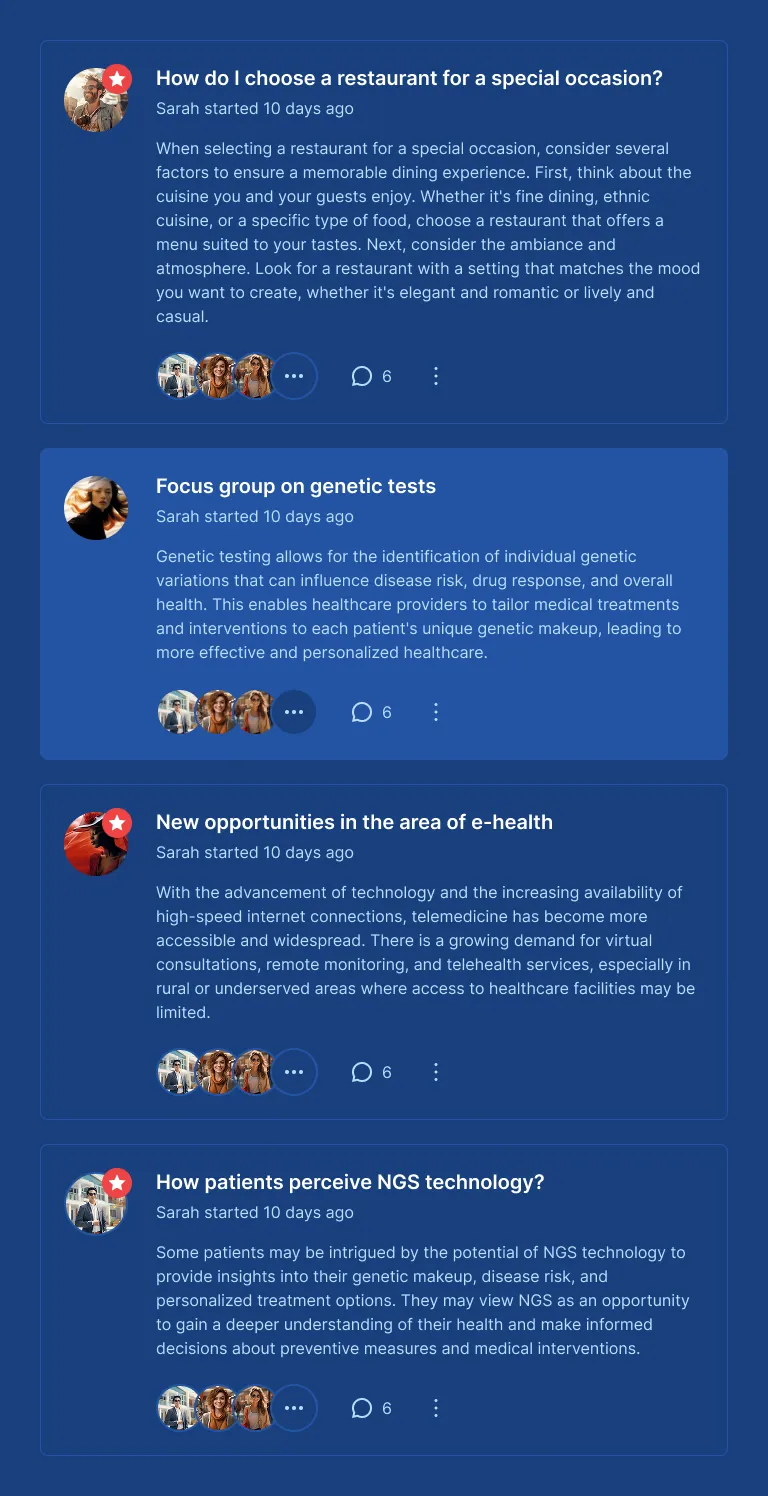 How do I choose a restaurant for a special occasion?
Sarah started 10 days ago
When selecting a restaurant for a special occasion, consider several
factors to ensure a memorable dining experience. First, think about the
cuisine you and your guests enjoy. Whether it's fine dining, ethnic
cuisine, or a specific type of food, choose a restaurant that offers a
menu suited to your tastes. Next, consider the ambiance and
atmosphere. Look for a restaurant with a setting that matches the mood
you want to create, whether it's elegant and romantic or lively and
casual.
6
Focus group on genetic tests
Sarah started 10 days ago
Genetic testing allows for the identification of individual genetic
variations that can influence disease risk, drug response, and overall
health. This enables healthcare providers to tailor medical treatments
and interventions to each patient's unique genetic makeup, leading to
more effective and personalized healthcare.
6
New opportunities in the area of e-health
Sarah started 10 days ago
With the advancement of technology and the increasing availability of
high-speed internet connections, telemedicine has become more
accessible and widespread. There is a growing demand for virtual
consultations, remote monitoring, and telehealth services, especially in
rural or underserved areas where access to healthcare facilities may be
limited.
6
How patients perceive NGS technology?
Sarah started 10 days ago
Some patients may be intrigued by the potential of NGS technology to
provide insights into their genetic makeup, disease risk, and
personalized treatment options. They may view NGS as an opportunity
to gain a deeper understanding of their health and make informed
decisions about preventive measures and medical interventions.
6